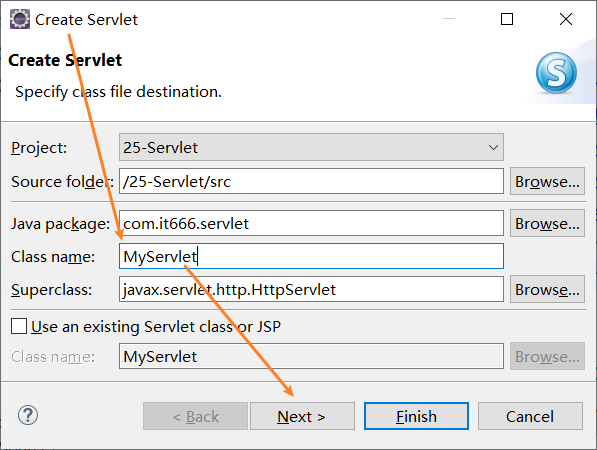 Create Servlet
Create Servlet
Specify class file destination.
S
Project: 25-Servlet
Source folder: /25-Servlet/src Browse...
Java package: com.it666.servlet Browse...
Class name: MyServlet
Superclass: javax.servlet.http.HttpServlet Browse...
Use an existing Servlet class or JSP
Class name: MyServlet Browse...
? < Back Next > Finish Cancel